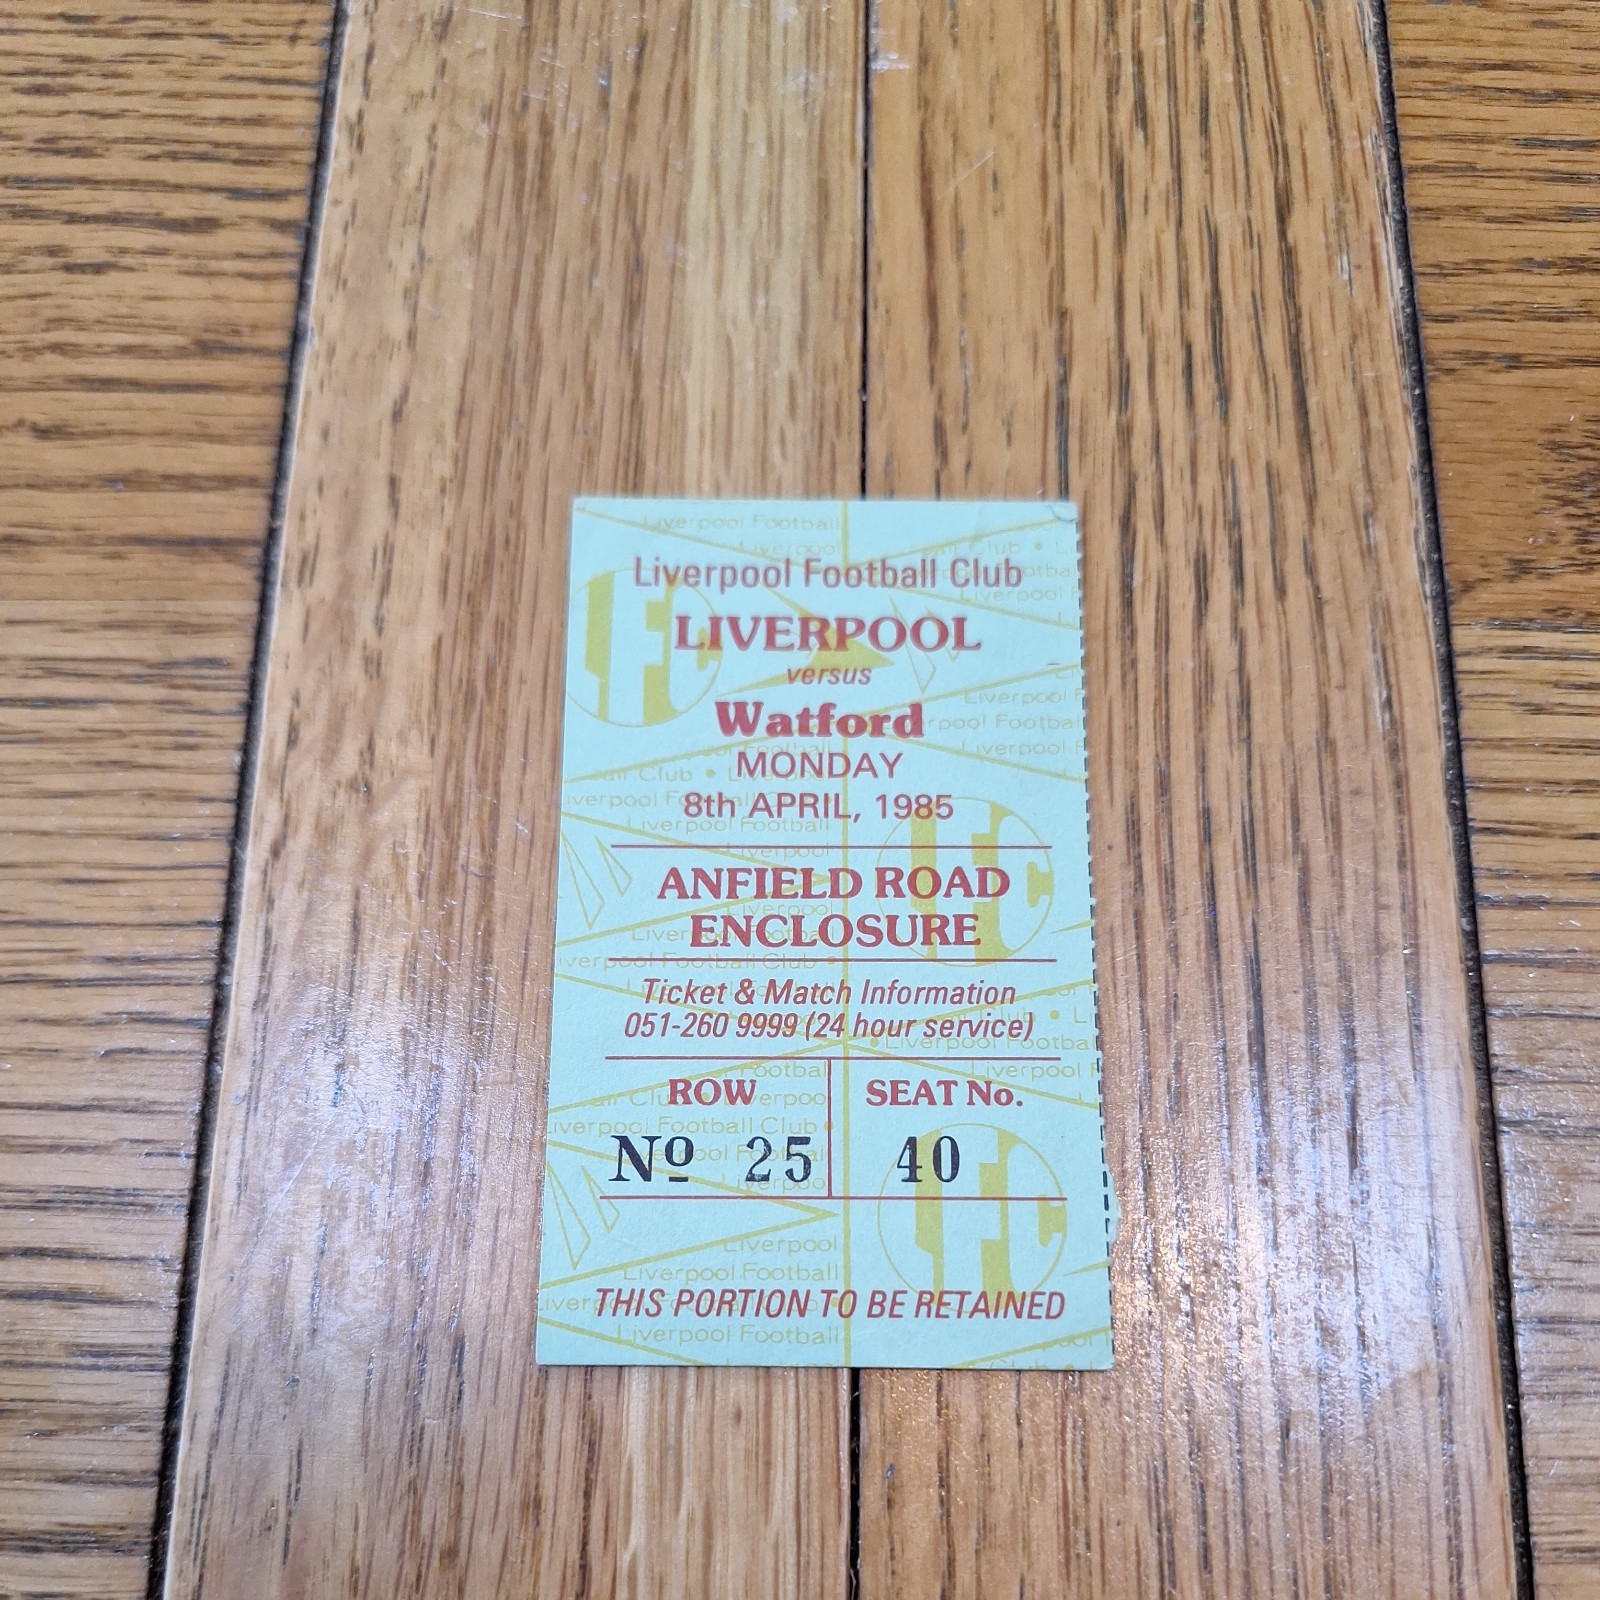 Liverpool Football Club
LIVERPOOL
versus
Watford
MONDAY
8th APRIL, 1985
ANFIELD ROAD
ENCLOSURE
Ticket & Match Information
051-260 9999 (24 hour service)
ROW SEAT No.
Nº 25 40
THIS PORTION TO BE RETAINED